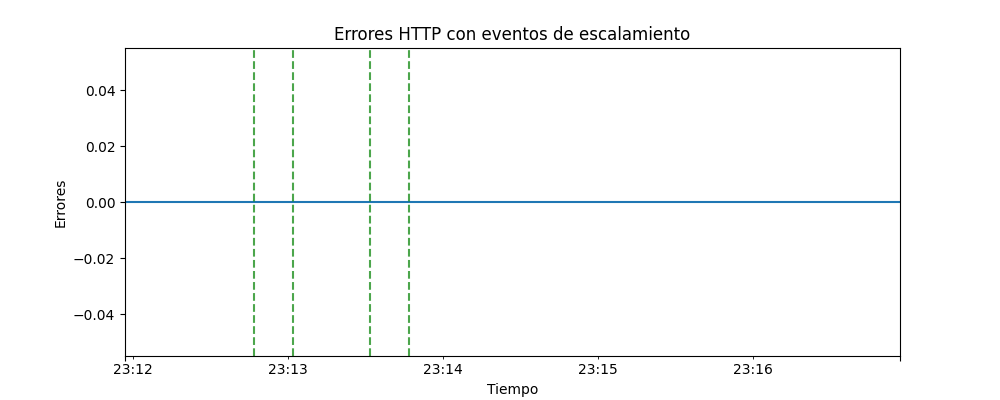 Errores HTTP con eventos de escalamiento
0.04
0.02
0.00
−0.02
−0.04
Errores
23:12 23:13 23:14 23:15 23:16
Tiempo